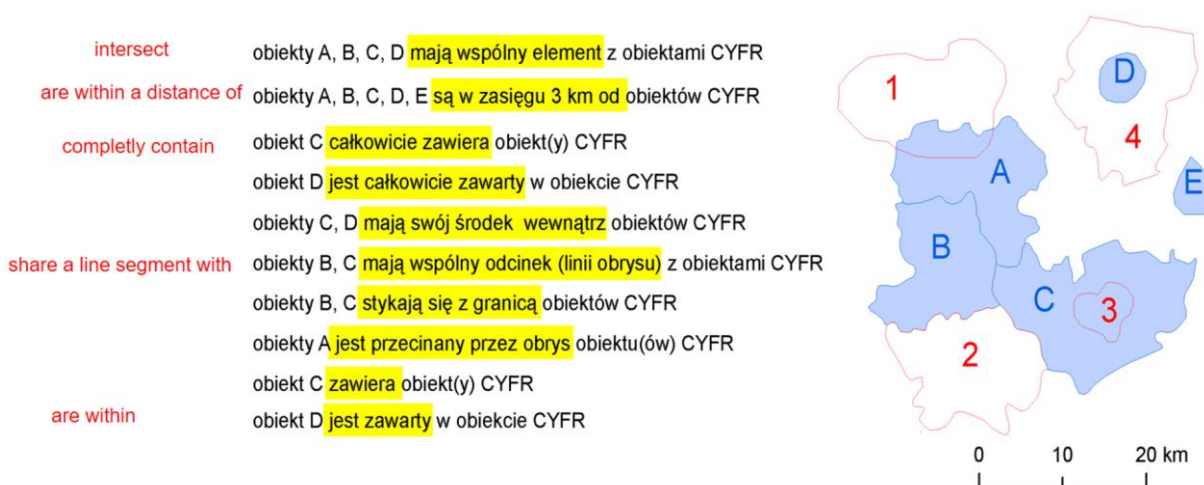 intersect obiekty A, B, C, D mają wspólny element z obiektami CYFR
are within a distance of obiekty A, B, C, D, E są w zasięgu 3 km od obiektów CYFR
completly contain obiekt C całkowicie zawiera obiekt(y) CYFR
obiekt D jest całkowicie zawarty w obiekcie CYFR
obiekty C, D mają swój środek wewnątrz obiektów CYFR
share a line segment with obiekty B, C mają wspólny odcinek (linii obrysu) z obiektami CYFR
obiekty B, C stykają się z granicą obiektów CYFR
obiekty A jest przecinany przez obrys obiektu(ów) CYFR
obiekt C zawiera obiekt(y) CYFR
are within obiekt D jest zawarty w obiekcie CYFR
1
D
4
A
E
B
C
3
2
0 10 20 km